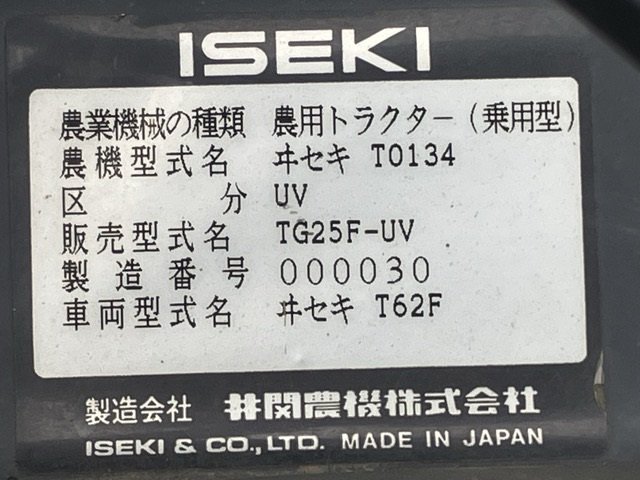 ISEKI
農業機械の種類 農用トラクター(乗用型)
農機型式名 ヰセキ T0134
区分 UV
販売型式名 TG25F-UV
製造番号 000030
車両型式名 ヰセキ T62F
製造会社 井関農機株式会社
ISEKI & CO.,LTD. MADE IN JAPAN